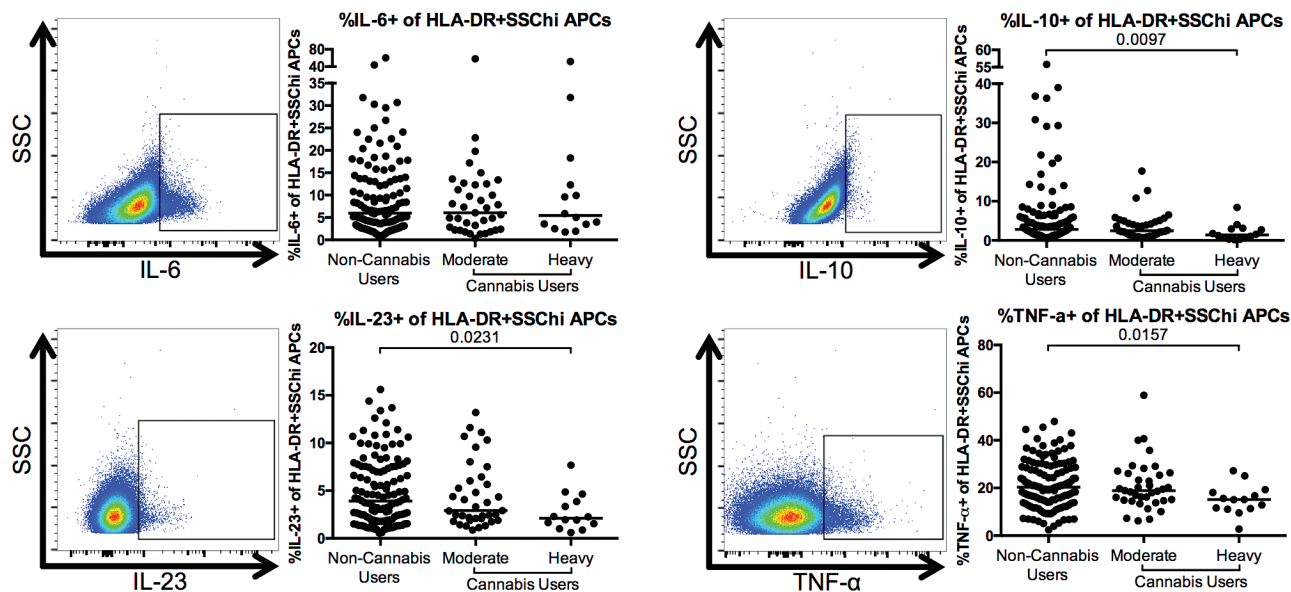 %IL-6+ of HLA-DR+SSChi APCs
SSC
IL-6
%IL-6+ of HLA-DR+SSChi APCs
80
40
35
30
25
20
15
10
5
0
Non-Cannabis
Users
Moderate
Heavy
Cannabis Users
%IL-10+ of HLA-DR+SSChi APCs
0.0097
SSC
IL-10
%IL-10+ of HLA-DR+SSChi APCs
60
55
40
30
20
10
0
Non-Cannabis
Users
Moderate
Heavy
Cannabis Users
%IL-23+ of HLA-DR+SSChi APCs
0.0231
SSC
IL-23
%IL-23+ of HLA-DR+SSChi APCs
20
15
10
5
0
Non-Cannabis
Users
Moderate
Heavy
Cannabis Users
%TNF-a+ of HLA-DR+SSChi APCs
0.0157
SSC
TNF-α
%TNF-α+ of HLA-DR+SSChi APCs
80
60
40
20
0
Non-Cannabis
Users
Moderate
Heavy
Cannabis Users